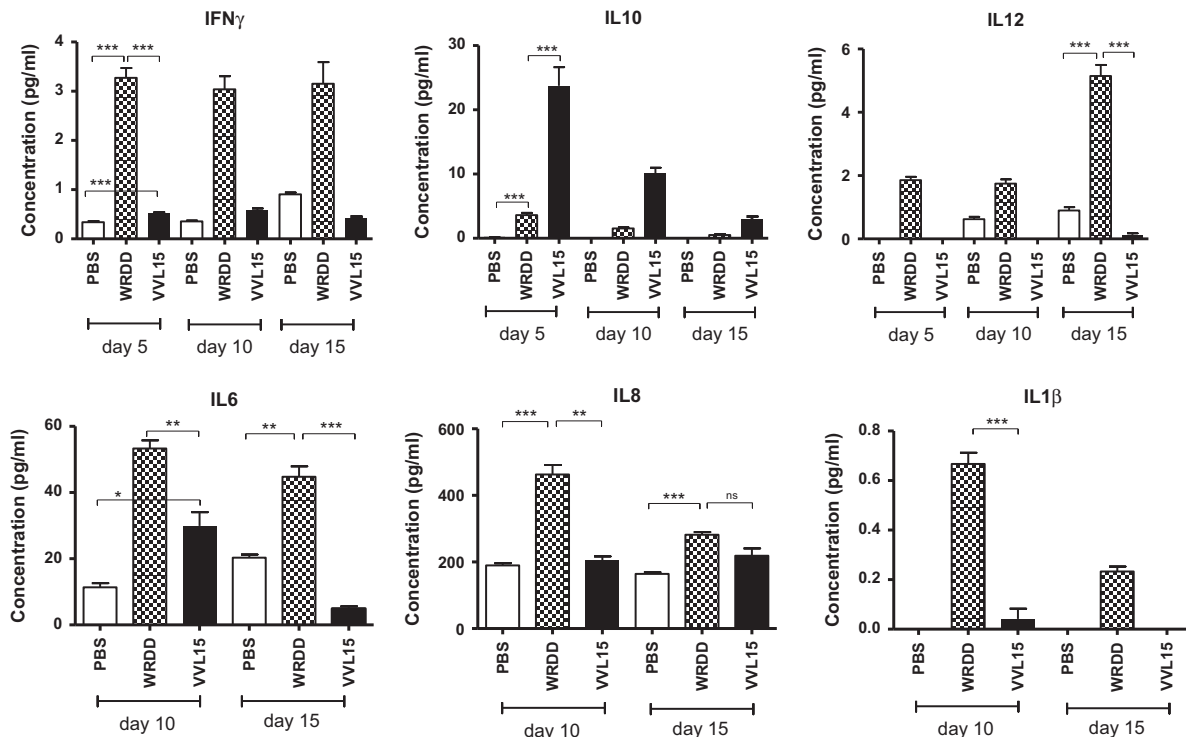 IFNγ
Concentration (pg/ml)
4
3
2
1
0
*** ***
***
PBS WRDD VVL15 PBS WRDD VVL15 PBS WRDD VVL15
day 5 day 10 day 15
IL10
Concentration (pg/ml)
30
20
10
0
***
***
PBS WRDD VVL15 PBS WRDD VVL15 PBS WRDD VVL15
day 5 day 10 day 15
IL12
Concentration (pg/ml)
6
4
2
0
*** ***
PBS WRDD VVL15 PBS WRDD VVL15 PBS WRDD VVL15
day 5 day 10 day 15
IL6
Concentration (pg/ml)
60
40
20
0
** ** ***
*
PBS WRDD VVL15 PBS WRDD VVL15
day 10 day 15
IL8
Concentration (pg/ml)
800
600
400
200
0
*** **
*** ns
PBS WRDD VVL15 PBS WRDD VVL15
day 10 day 15
IL1β
Concentration (pg/ml)
0.8
0.6
0.4
0.2
0.0
***
PBS WRDD VVL15 PBS WRDD VVL15
day 10 day 15